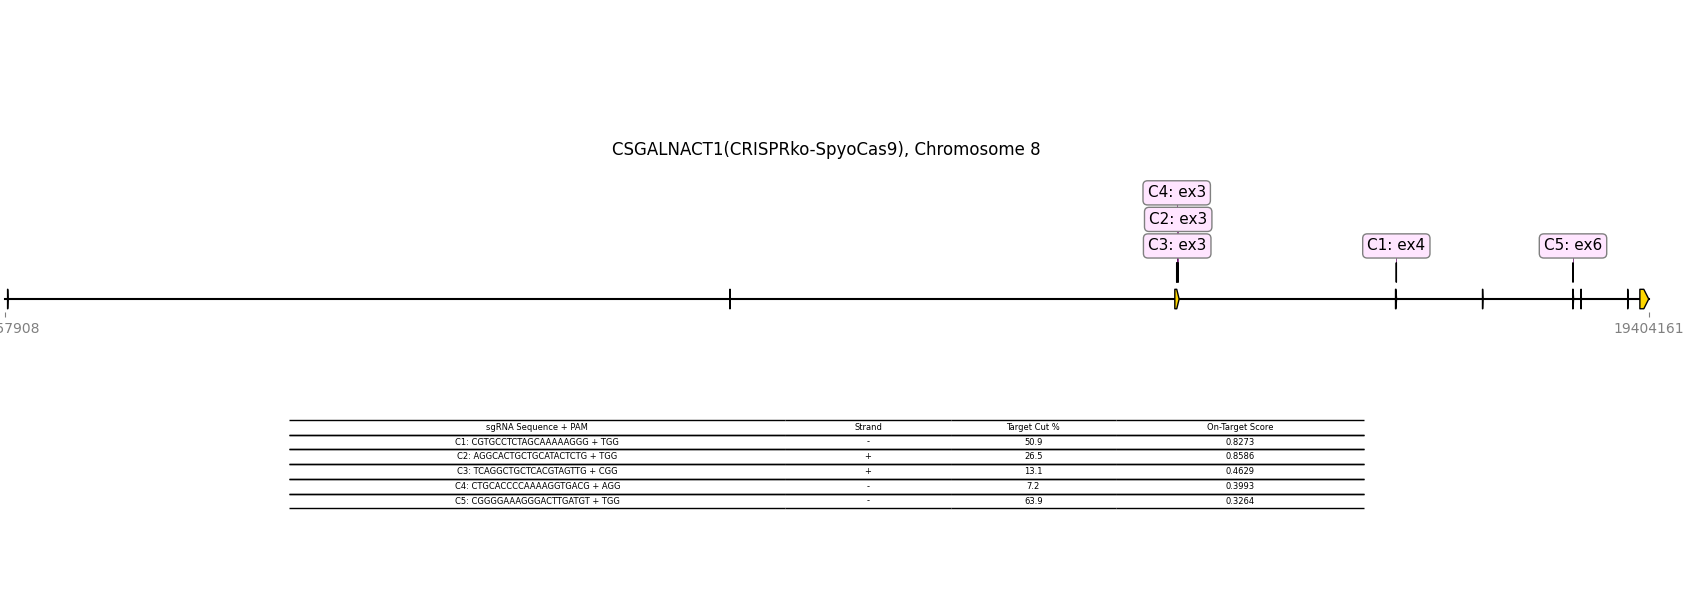 CSGALNACT1(CRISPRko-SpyoCas9), Chromosome 8
C4: ex3
C2: ex3
C3: ex3
C1: ex4
C5: ex6
57908
19404161
sgRNA Sequence + PAM Strand Target Cut % On-Target Score
C1: CGTGCCTCTAGCAAAAAGGG + TGG - 50.9 0.8273
C2: AGGCACTGCTGCATACTCTG + TGG + 26.5 0.8586
C3: TCAGGCTGCTCACGTAGTTG + CGG + 13.1 0.4629
C4: CTGCACCCCAAAAGGTGACG + AGG - 7.2 0.3993
C5: CGGGGAAAGGGACTTGATGT + TGG - 63.9 0.3264